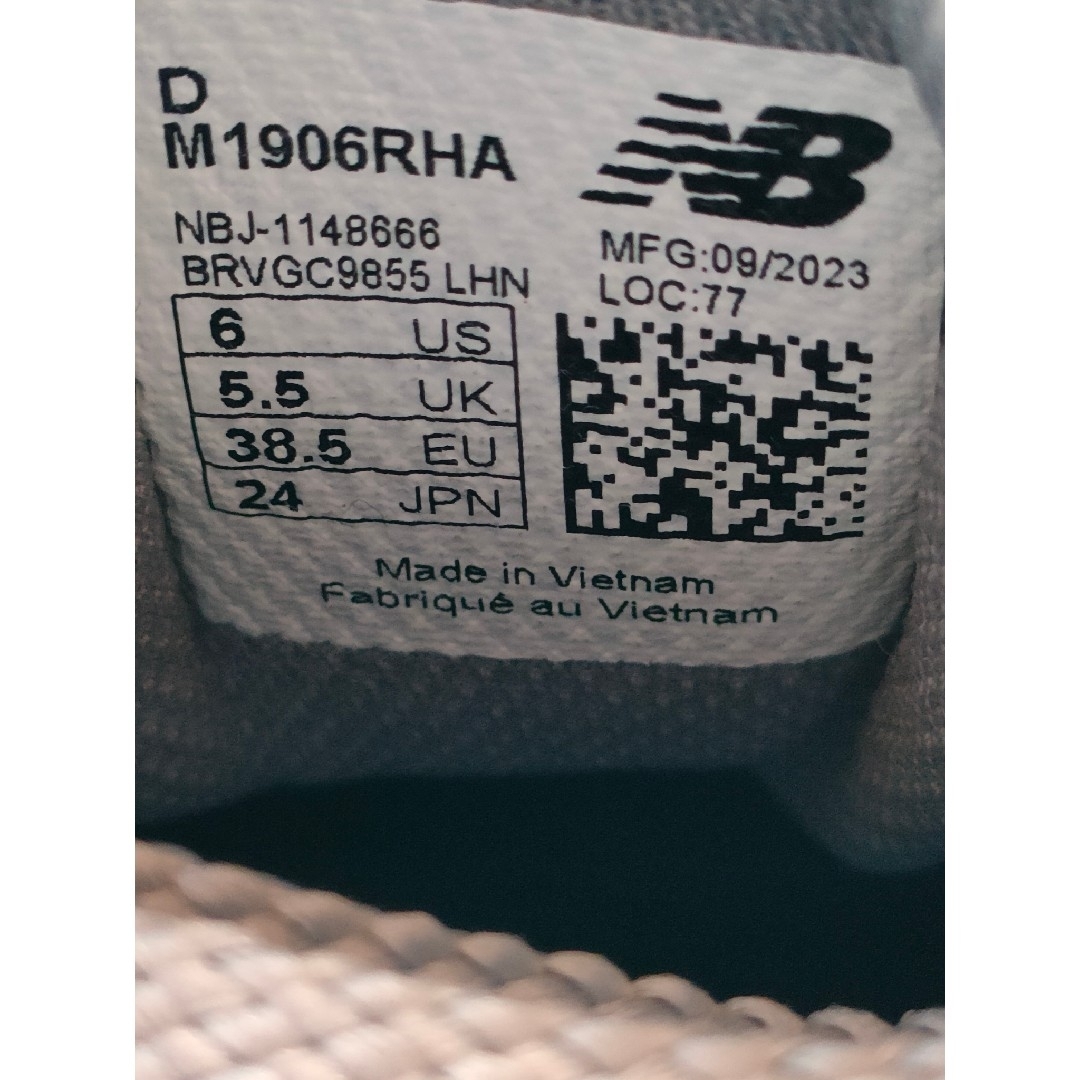 D
M1906RHA
NB
NBJ-1148666
BRVGC9855 LHN
MFG:09/2023
LOC:77
6 US
5.5 UK
38.5 EU
24 JPN
Made in Vietnam
Fabriqué au Vietnam